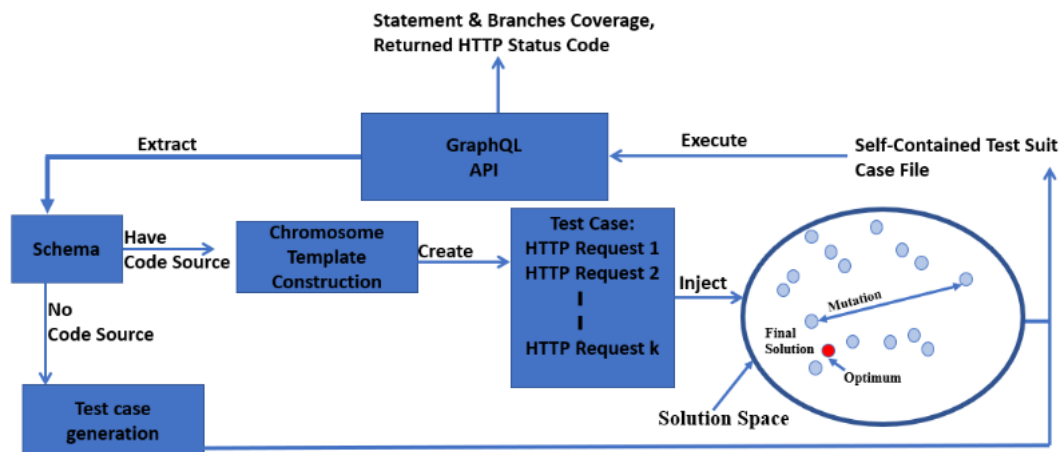 Statement & Branches Coverage,
Returned HTTP Status Code
Extract
GraphQL
API
Execute
Self-Contained Test Suit
Case File
Schema
Have
Code Source
Chromosome
Template
Construction
Create
Test Case:
HTTP Request 1
HTTP Request 2
HTTP Request k
Inject
Mutation
Final
Solution
Optimum
Solution Space
No
Code Source
Test case
generation